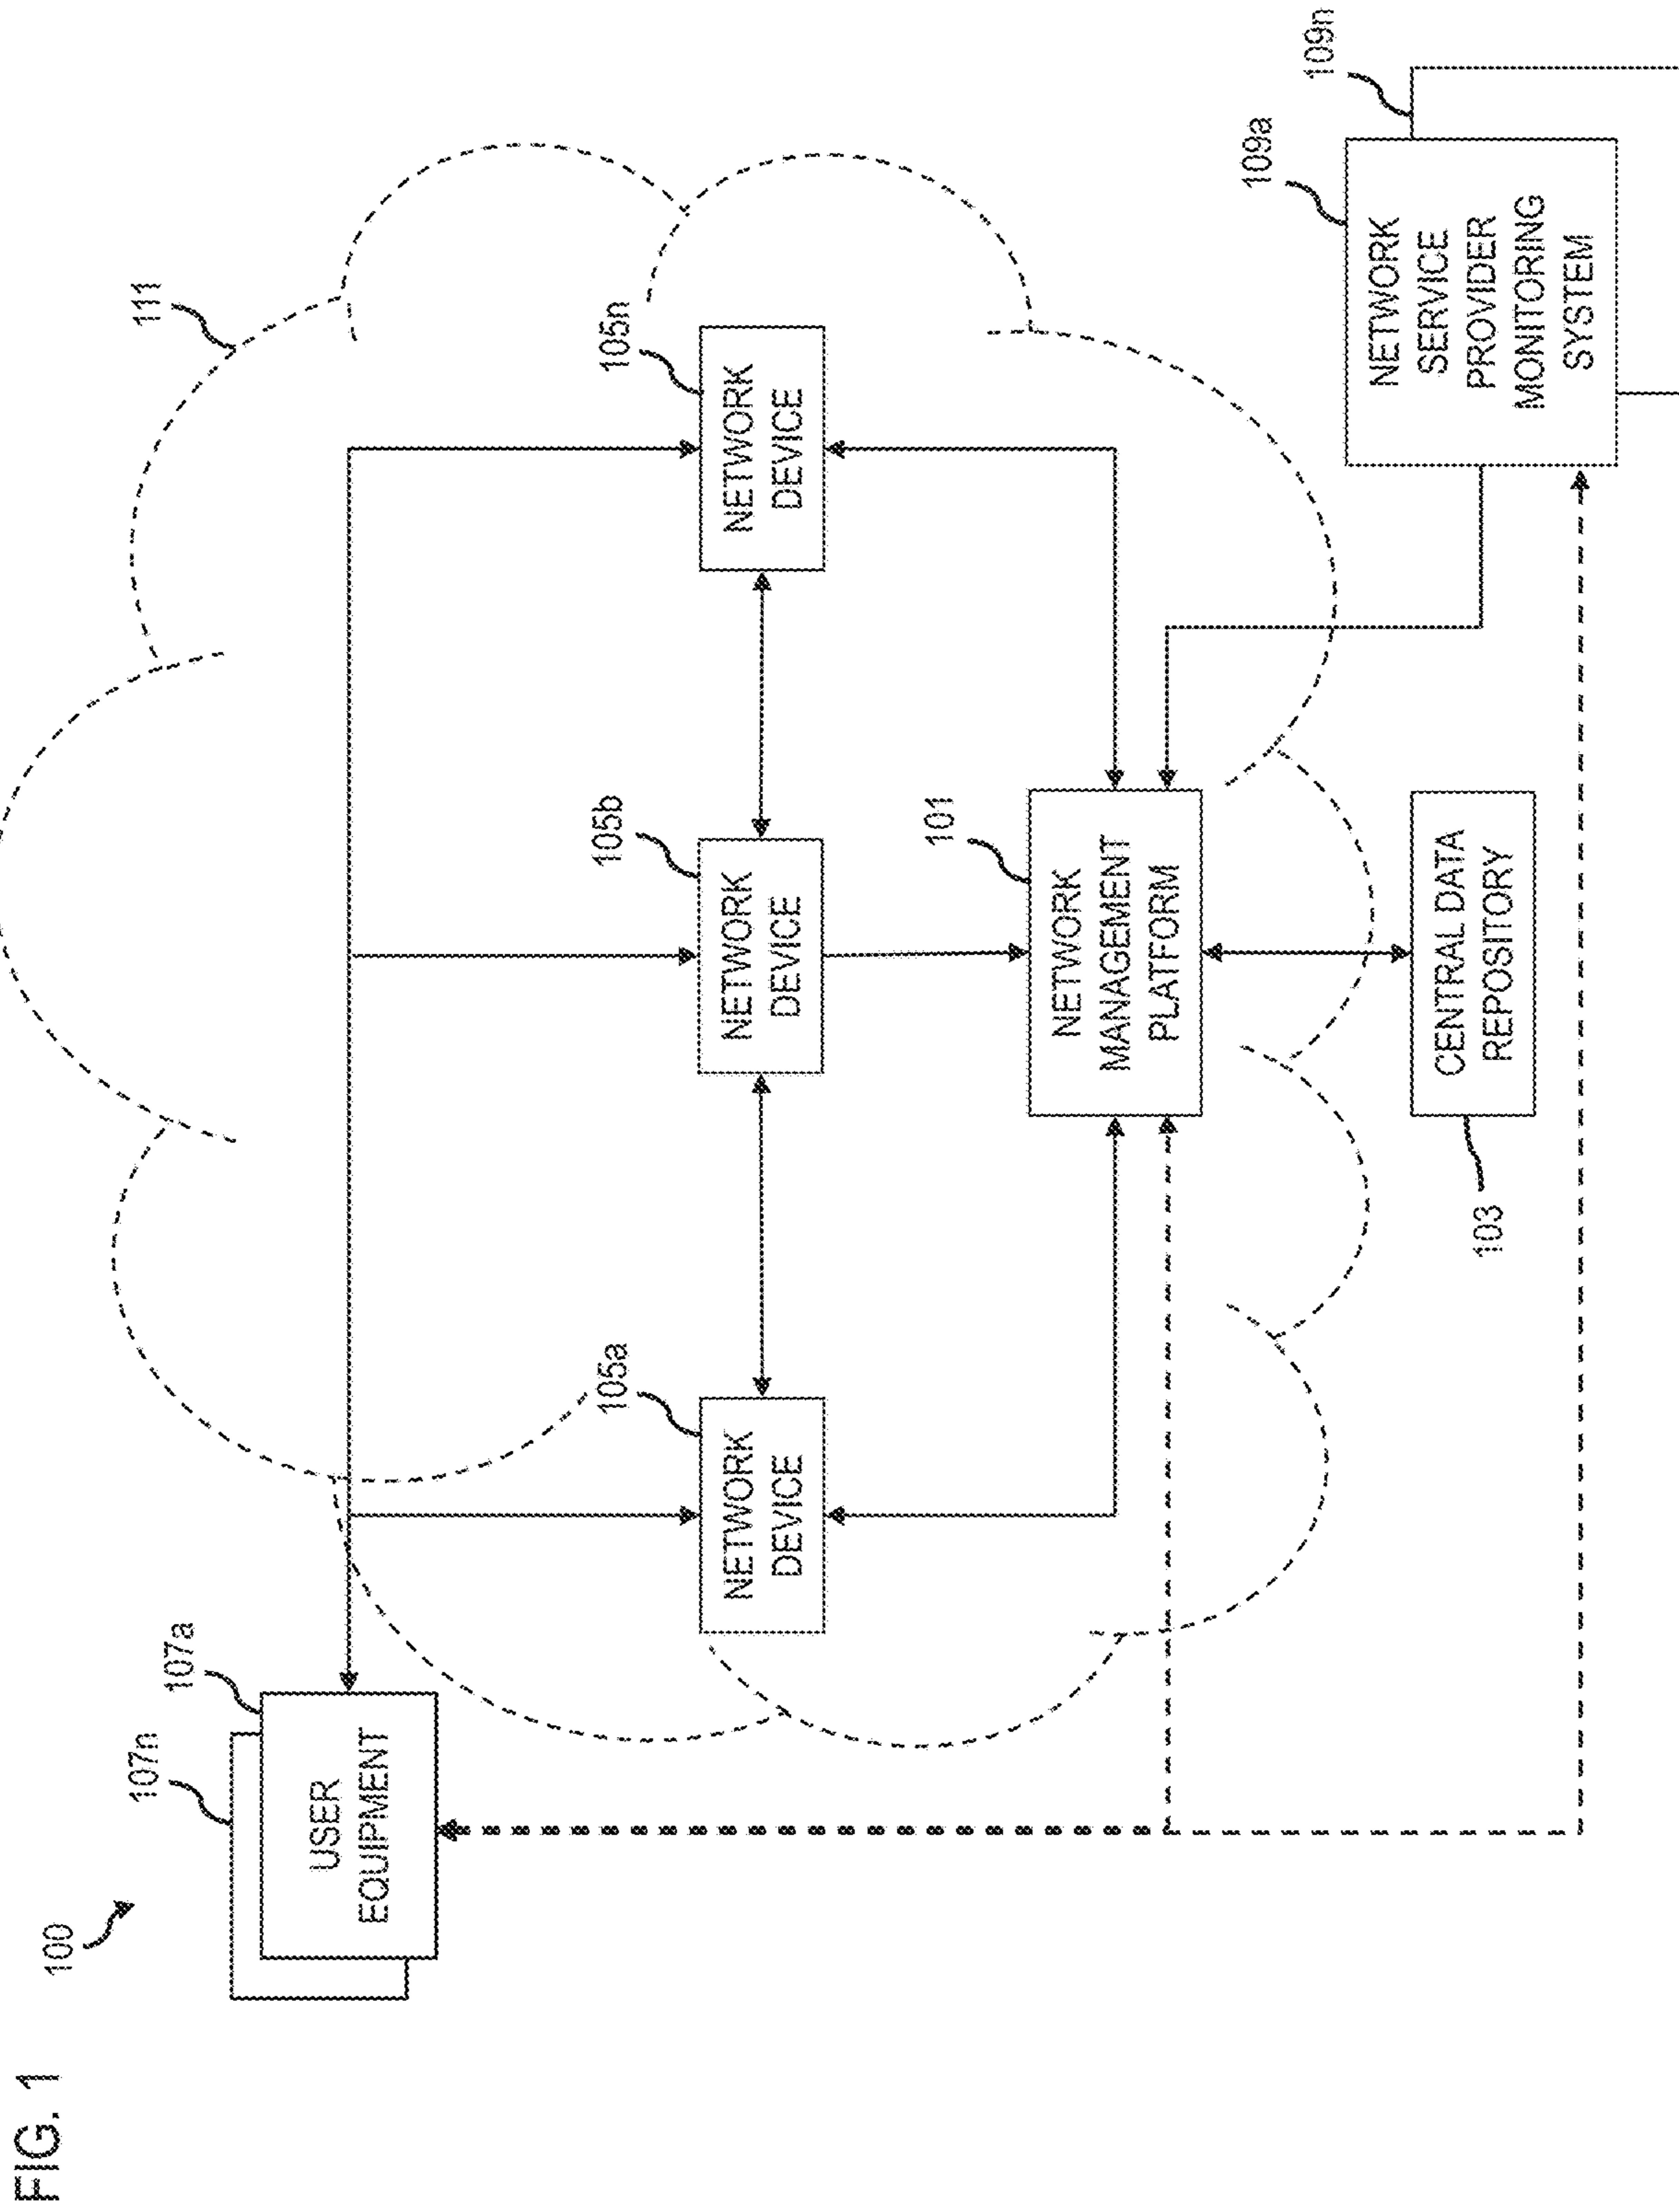 FIG. 1
100
107n
107a
USER
EQUIPMENT
111
105a
NETWORK
DEVICE
105b
NETWORK
DEVICE
105n
NETWORK
DEVICE
101
NETWORK
MANAGEMENT
PLATFORM
103
CENTRAL DATA
REPOSITORY
109a
109n
NETWORK
SERVICE
PROVIDER
MONITORING
SYSTEM